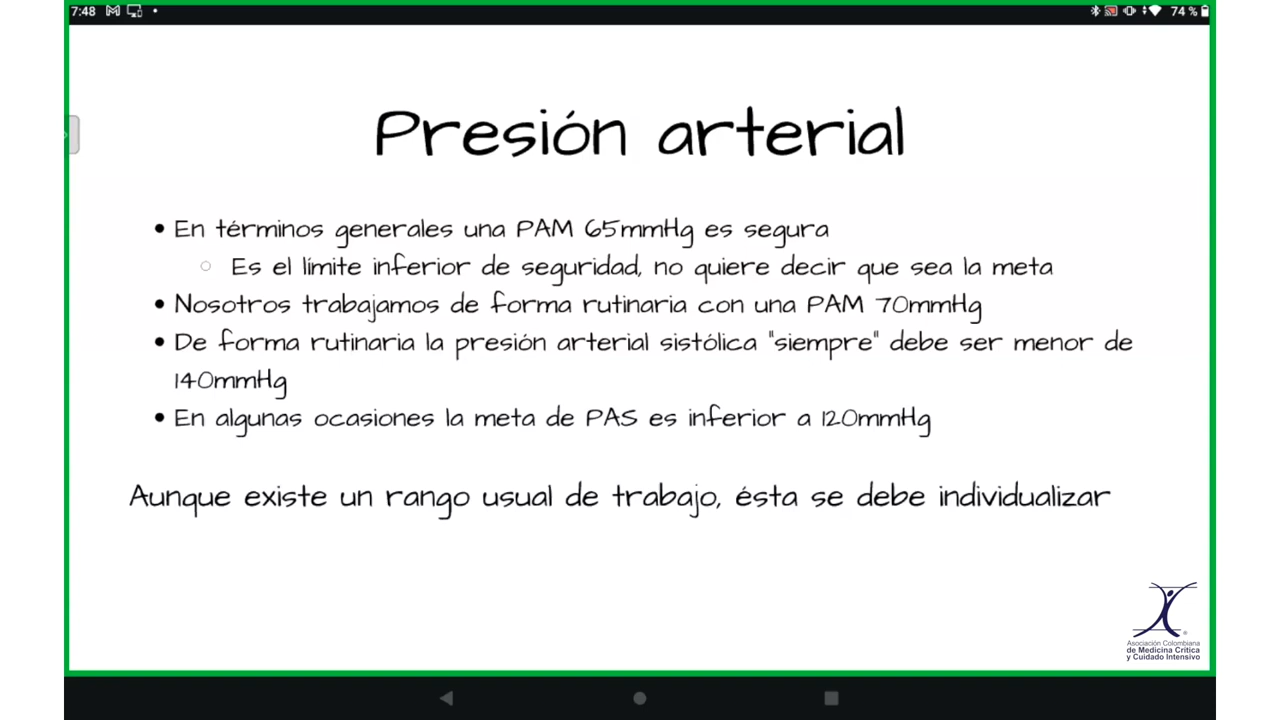 7:48
74 %
Presión arterial
• En términos generales una PAM 65mmHg es segura
○ Es el límite inferior de seguridad, no quiere decir que sea la meta
• Nosotros trabajamos de forma rutinaria con una PAM 70mmHg
• De forma rutinaria la presión arterial sistólica "siempre" debe ser menor de
140mmHg
• En algunas ocasiones la meta de PAS es inferior a 120mmHg
Aunque existe un rango usual de trabajo, ésta se debe individualizar
Asociación Colombiana
de Medicina Crítica
y Cuidado Intensivo